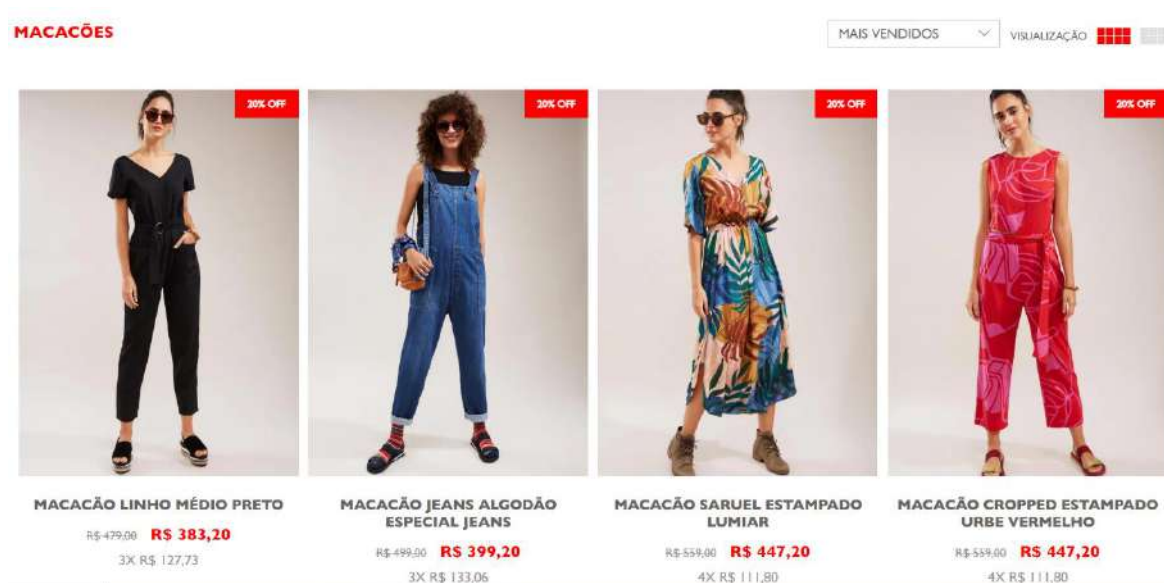 MACACÕES
MAIS VENDIDOS
VISUALIZAÇÃO
20% OFF
20% OFF
20% OFF
20% OFF
MACACÃO LINHO MÉDIO PRETO
R$ 479,00 R$ 383,20
3X R$ 127,73
MACACÃO JEANS ALGODÃO
ESPECIAL JEANS
R$ 499,00 R$ 399,20
3X R$ 133,06
MACACÃO SARUEL ESTAMPADO
LUMIAR
R$ 559,00 R$ 447,20
4X R$ 111,80
MACACÃO CROPPED ESTAMPADO
URBE VERMELHO
R$ 559,00 R$ 447,20
4X R$ 111,80